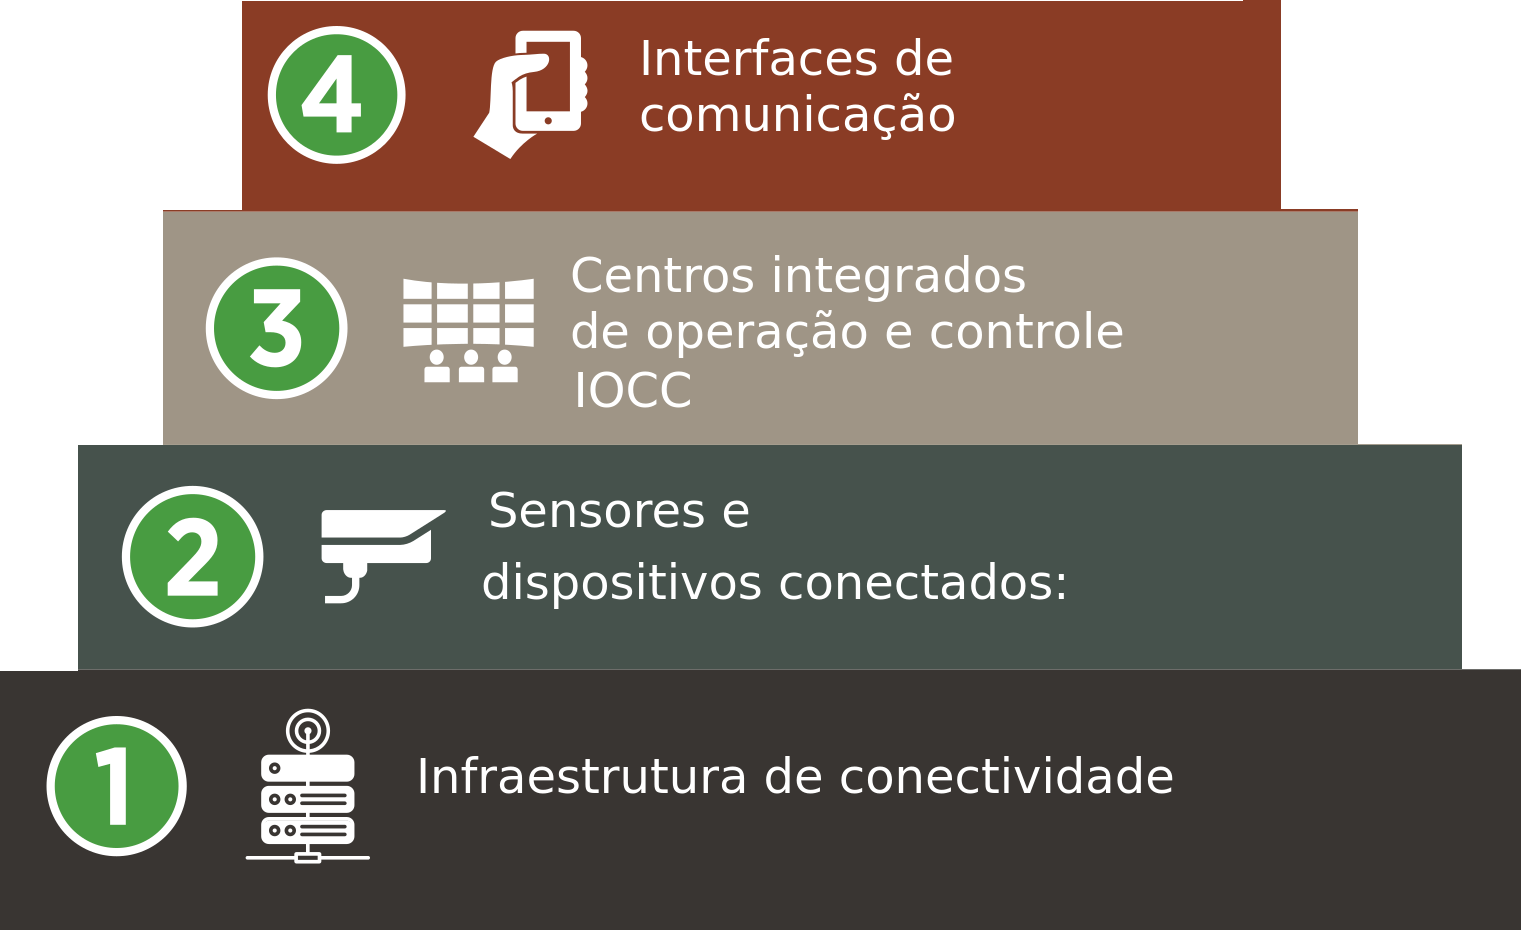 4
Interfaces de
comunicação
3
Centros integrados
de operação e controle
IOCC
2
Sensores e
dispositivos conectados:
1
Infraestrutura de conectividade